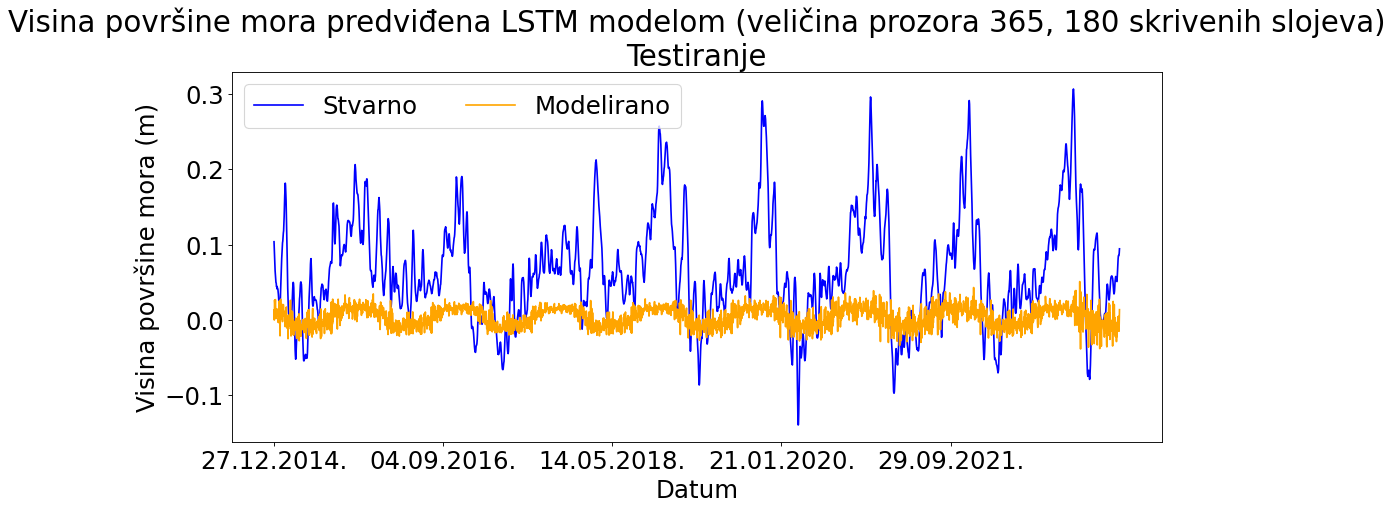 Visina površine mora predviđena LSTM modelom (veličina prozora 365, 180 skrivenih slojeva)
Testiranje
Stvarno Modelirano
Visina površine mora (m)
0.3
0.2
0.1
0.0
−0.1
27.12.2014. 04.09.2016. 14.05.2018. 21.01.2020. 29.09.2021.
Datum